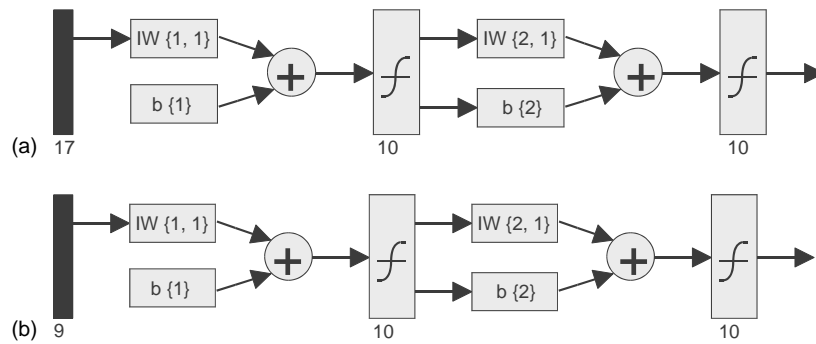 IW {1, 1}
IW {2, 1}
+
+
b {1}
b {2}
(a)
17
10
10
IW {1, 1}
IW {2, 1}
+
+
b {1}
b {2}
(b)
9
10
10